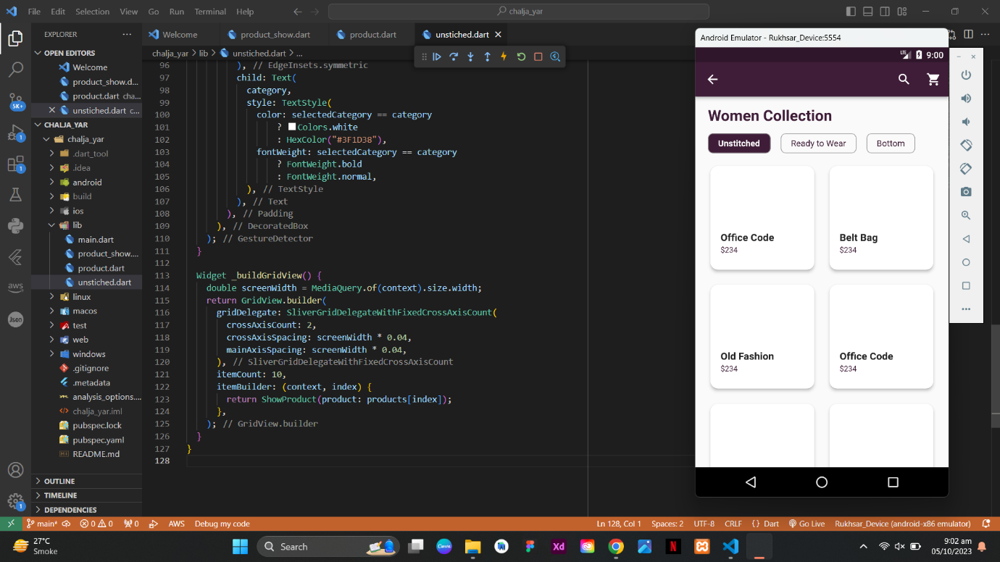 File Edit Selection View Go Run Terminal Help
chalja_yar
EXPLORER
OPEN EDITORS
Welcome
product_show.d...
product.dart cha...
unstiched.dart c...
CHALJA_YAR
chalja_yar
.dart_tool
.idea
android
build
ios
lib
main.dart
product_show....
product.dart
unstiched.dart
linux
macos
test
web
windows
.gitignore
.metadata
analysis_options....
chalja_yar.iml
pubspec.lock
pubspec.yaml
README.md
OUTLINE
TIMELINE
DEPENDENCIES
5K+
1
1
aws
Json
1
Welcome product_show.dart product.dart unstiched.dart
chalja_yar > lib > unstiched.dart > ...
96 ), // EdgeInsets.symmetric
97 child: Text(
98 category,
99 style: TextStyle(
100 color: selectedCategory == category
101 ? Colors.white
102 : HexColor("#3F1D38"),
103 fontWeight: selectedCategory == category
104 ? FontWeight.bold
105 : FontWeight.normal,
106 ), // TextStyle
107 ), // Text
108 ), // Padding
109 ), // DecoratedBox
110 ); // GestureDetector
111 }
112
113 Widget _buildGridView() {
114 double screenWidth = MediaQuery.of(context).size.width;
115 return GridView.builder(
116 gridDelegate: SliverGridDelegateWithFixedCrossAxisCount(
117 crossAxisCount: 2,
118 crossAxisSpacing: screenWidth * 0.04,
119 mainAxisSpacing: screenWidth * 0.04,
120 ), // SliverGridDelegateWithFixedCrossAxisCount
121 itemCount: 10,
122 itemBuilder: (context, index) {
123 return ShowProduct(product: products[index]);
124 },
125 ); // GridView.builder
126 }
127 }
128
Android Emulator - Rukhsar_Device:5554
LTE 9:00
Women Collection
Unstitched Ready to Wear Bottom
Office Code Belt Bag
$234 $234
Old Fashion Office Code
$234 $234
main* 0 0 0 AWS Debug my code Ln 128, Col 1 Spaces: 2 UTF-8 CRLF {} Dart Go Live Rukhsar_Device (android-x86 emulator)
27°C
Smoke
Search
Canva
Xd
N
9:02 am
05/10/2023